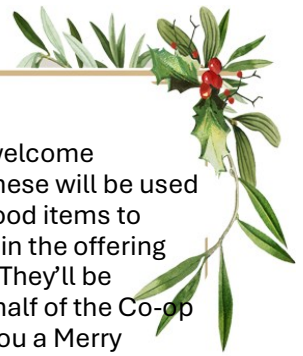 welcome
hese will be used
ood items to
in the offering
They'll be
half of the Co-op
ou a Merry